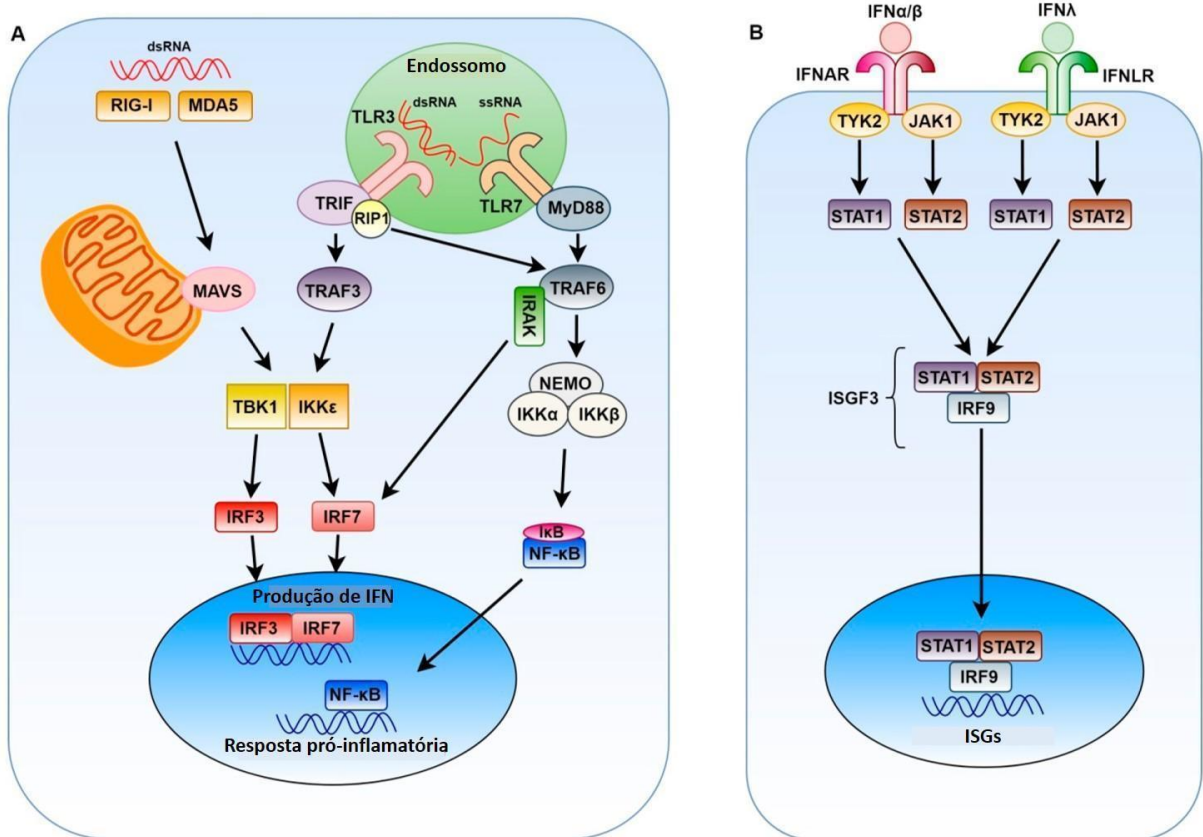 A
dsRNA
RIG-I MDA5
Endossomo
dsRNA ssRNA
TLR3
TRIF
RIP1
TLR7
MyD88
MAVS
TRAF3
TRAF6
IRAK
TBK1 IKKε
NEMO
IKKα IKKβ
IRF3 IRF7
IκB
NF-κB
Produção de IFN
IRF3 IRF7
NF-κB
Resposta pró-inflamatória
B
IFNα/β IFNλ
IFNAR IFNLR
TYK2 JAK1 TYK2 JAK1
STAT1 STAT2 STAT1 STAT2
ISGF3
STAT1 STAT2
IRF9
STAT1 STAT2
IRF9
ISGs